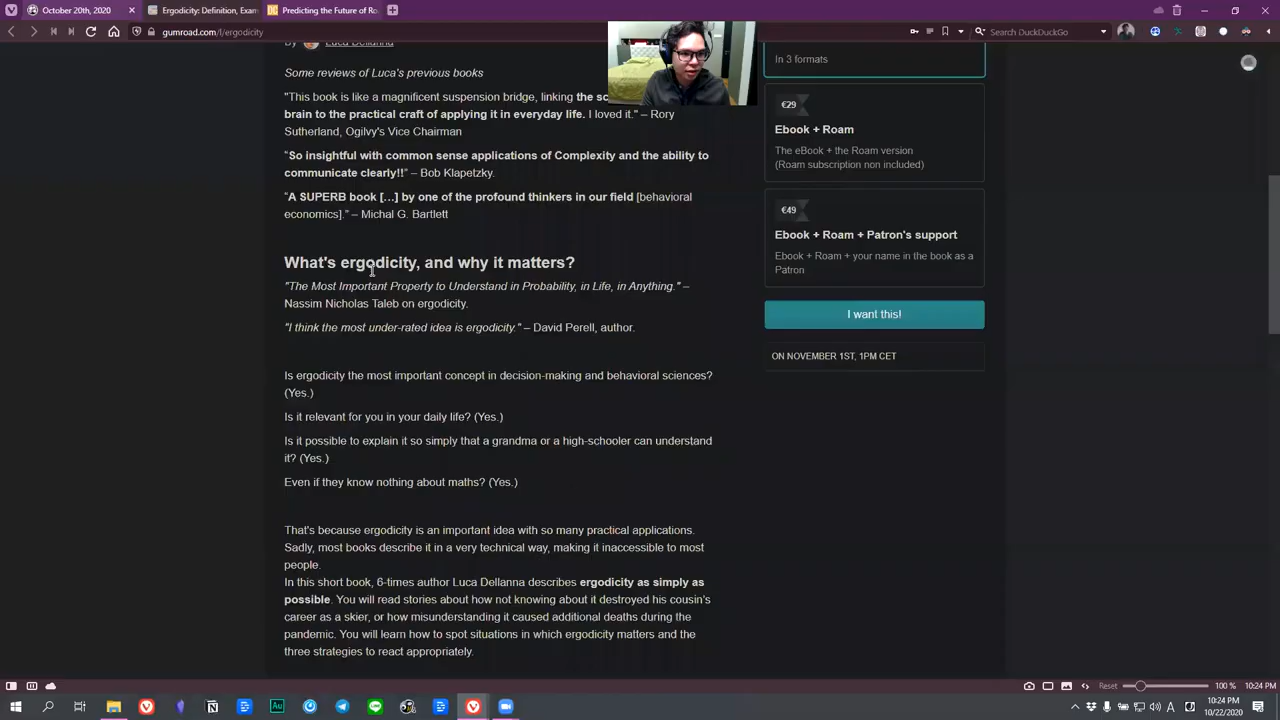 October 20th, 2020
Ergodicity: Definition, Exam
Predicting the Future of Ro
gumroad.com/l/ergodicity
Search DuckDuckGo
By Luca Dellanna
Some reviews of Luca's previous books
"This book is like a magnificent suspension bridge, linking the sc
brain to the practical craft of applying it in everyday life. I loved it." – Rory
Sutherland, Ogilvy's Vice Chairman
“So insightful with common sense applications of Complexity and the ability to
communicate clearly!!” – Bob Klapetzky.
“A SUPERB book […] by one of the profound thinkers in our field [behavioral
economics].” – Michal G. Bartlett
What's ergodicity, and why it matters?
"The Most Important Property to Understand in Probability, in Life, in Anything." –
Nassim Nicholas Taleb on ergodicity.
"I think the most under-rated idea is ergodicity." – David Perell, author.
Is ergodicity the most important concept in decision-making and behavioral sciences?
(Yes.)
Is it relevant for you in your daily life? (Yes.)
Is it possible to explain it so simply that a grandma or a high-schooler can understand
it? (Yes.)
Even if they know nothing about maths? (Yes.)
That's because ergodicity is an important idea with so many practical applications.
Sadly, most books describe it in a very technical way, making it inaccessible to most
people.
In this short book, 6-times author Luca Dellanna describes ergodicity as simply as
possible. You will read stories about how not knowing about it destroyed his cousin's
career as a skier, or how misunderstanding it caused additional deaths during the
pandemic. You will learn how to spot situations in which ergodicity matters and the
three strategies to react appropriately.
In 3 formats
€29
Ebook + Roam
The eBook + the Roam version
(Roam subscription non included)
€49
Ebook + Roam + Patron's support
Ebook + Roam + your name in the book as a
Patron
I want this!
ON NOVEMBER 1ST, 1PM CET
Reset
100 %
10:24 PM
A
10:24 PM
10/22/2020